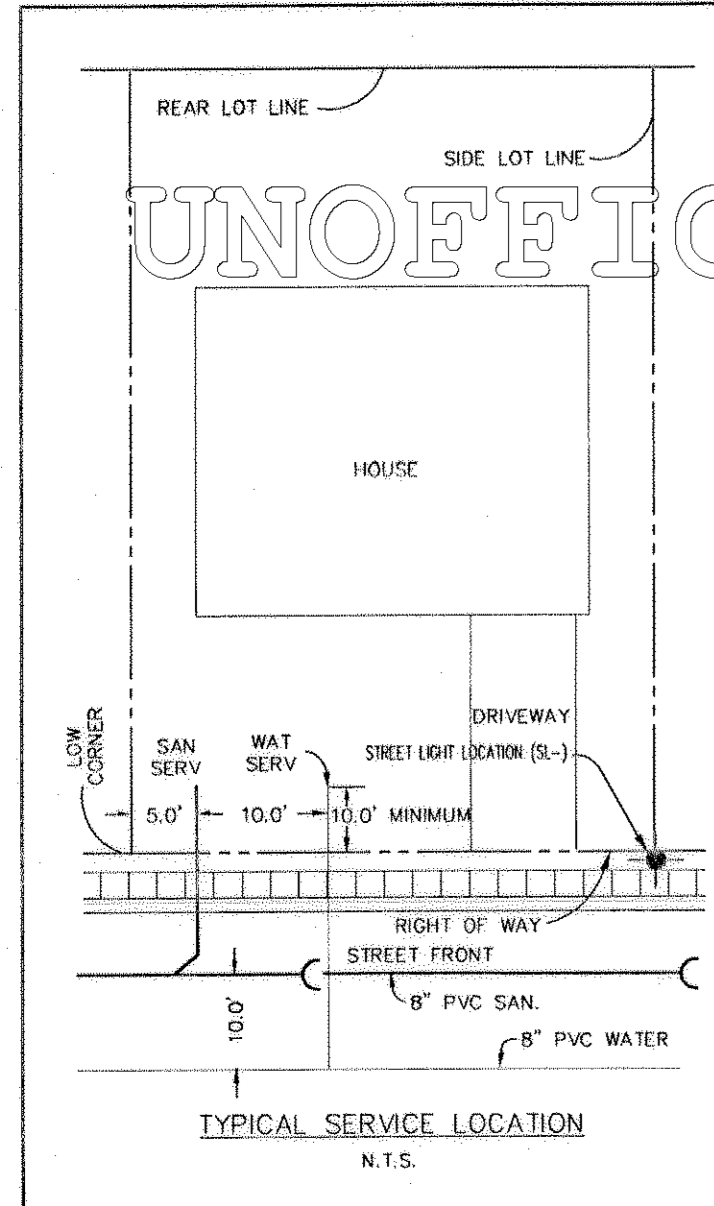 REAR LOT LINE
SIDE LOT LINE
UNOFFIC
HOUSE
DRIVEWAY
LOW
CORNER
SAN
SERV
WAT
SERV
STREET LIGHT LOCATION (SL-)
5.0'
10.0'
10.0' MINIMUM
RIGHT OF WAY
STREET FRONT
8" PVC SAN.
10.0'
8" PVC WATER
TYPICAL SERVICE LOCATION
N.T.S.